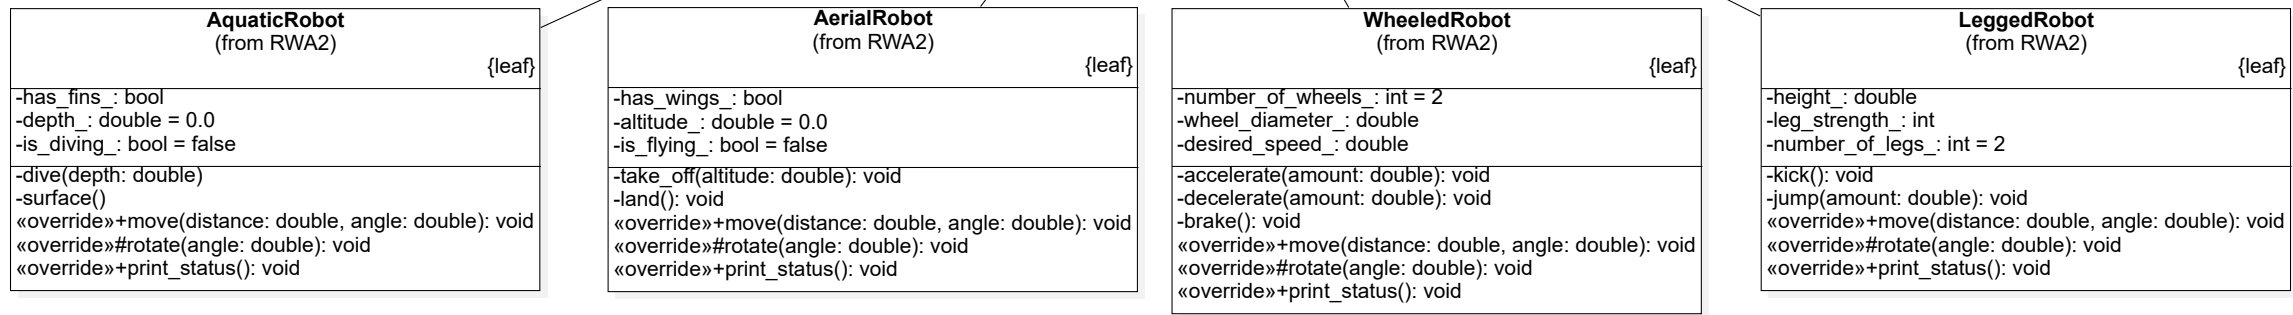 AquaticRobot
(from RWA2)
{leaf}
-has_fins_: bool
-depth_: double = 0.0
-is_diving_: bool = false
-dive(depth: double)
-surface()
«override»+move(distance: double, angle: double): void
«override»#rotate(angle: double): void
«override»+print_status(): void
AerialRobot
(from RWA2)
{leaf}
-has_wings_: bool
-altitude_: double = 0.0
-is_flying_: bool = false
-take_off(altitude: double): void
-land(): void
«override»+move(distance: double, angle: double): void
«override»#rotate(angle: double): void
«override»+print_status(): void
WheeledRobot
(from RWA2)
{leaf}
-number_of_wheels_: int = 2
-wheel_diameter_: double
-desired_speed_: double
-accelerate(amount: double): void
-decelerate(amount: double): void
-brake(): void
«override»+move(distance: double, angle: double): void
«override»#rotate(angle: double): void
«override»+print_status(): void
LeggedRobot
(from RWA2)
{leaf}
-height_: double
-leg_strength_: int
-number_of_legs_: int = 2
-kick(): void
-jump(amount: double): void
«override»+move(distance: double, angle: double): void
«override»#rotate(angle: double): void
«override»+print_status(): void